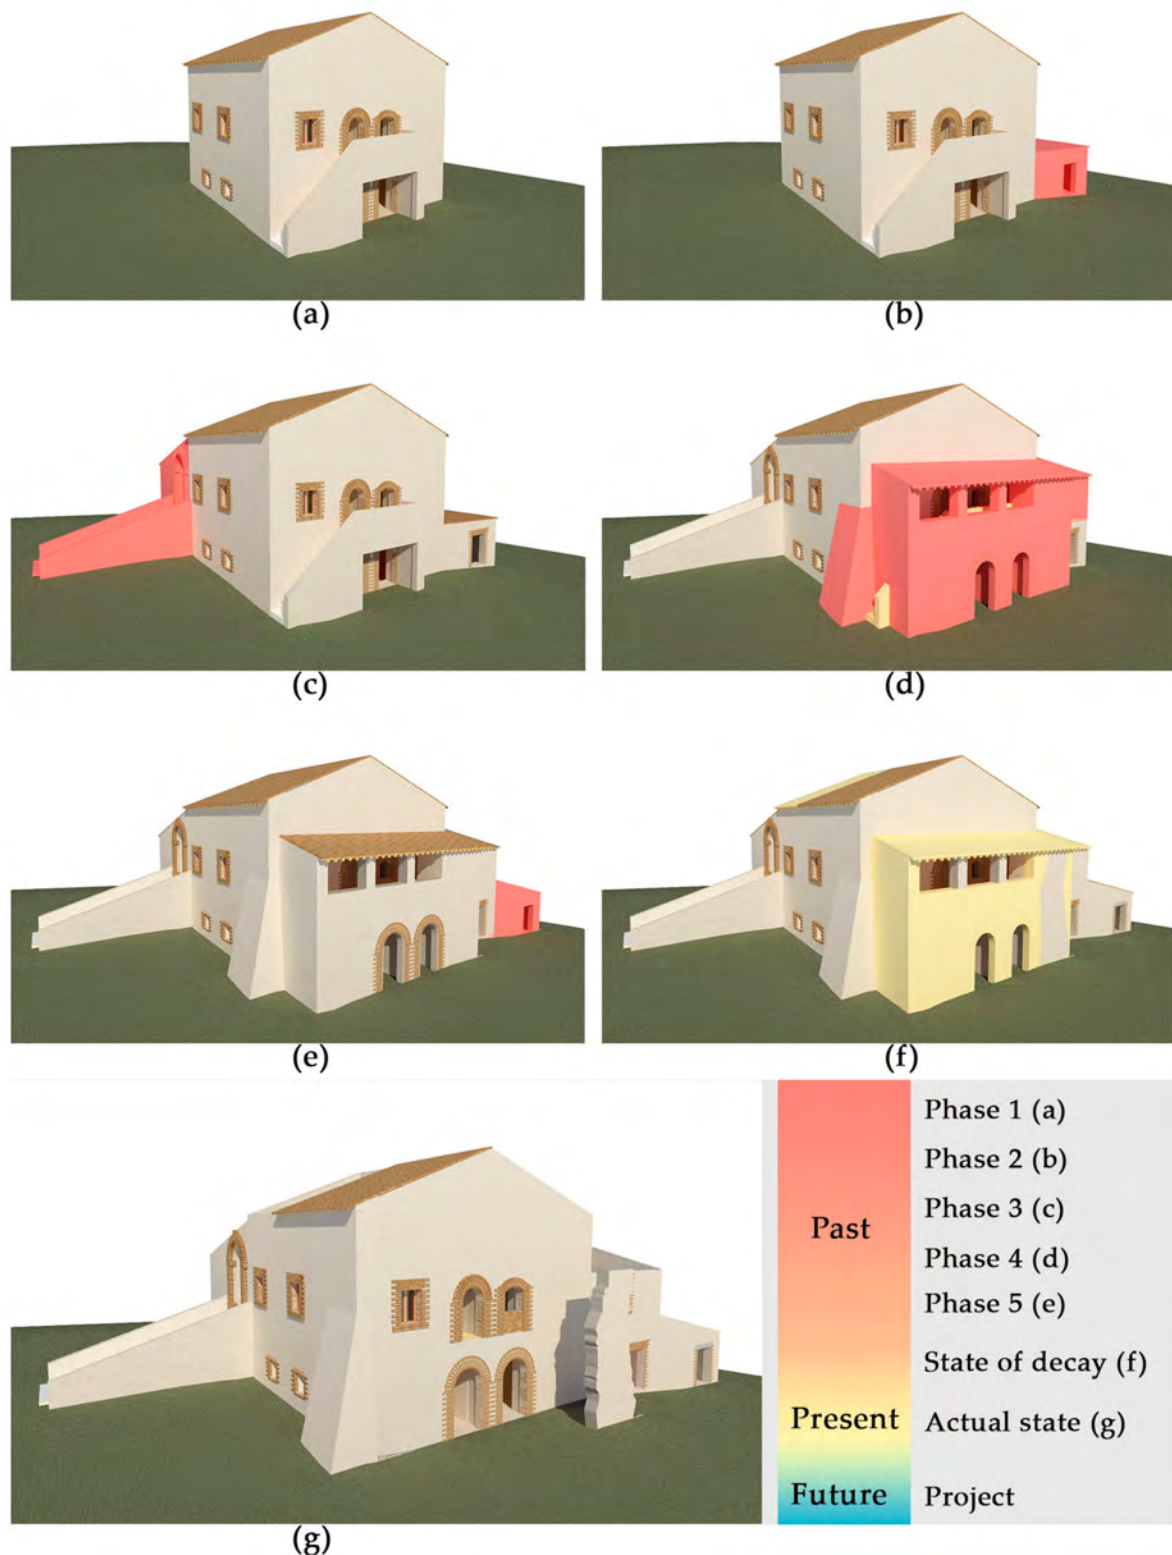 (a)
(b)
(c)
(d)
(e)
(f)
Past
Present
Future
Phase 1 (a)
Phase 2 (b)
Phase 3 (c)
Phase 4 (d)
Phase 5 (e)
State of decay (f)
Actual state (g)
Project
(g)